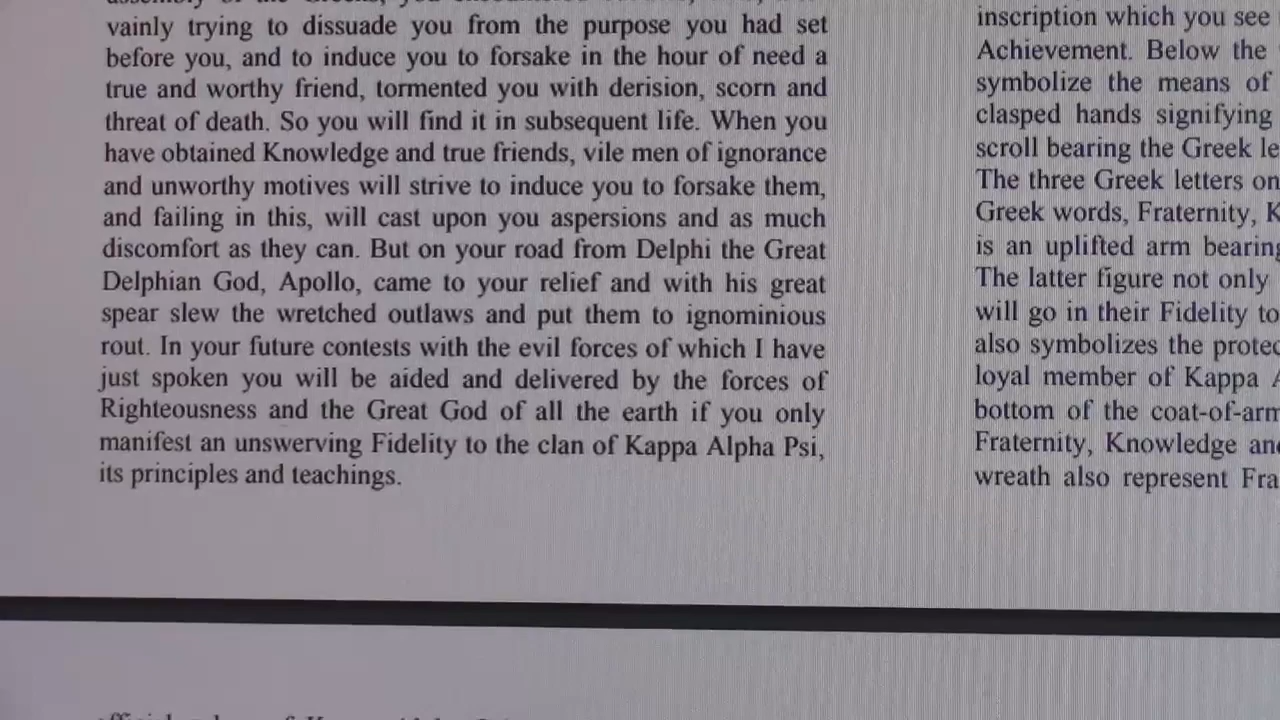 vainly trying to dissuade you from the purpose you had set
before you, and to induce you to forsake in the hour of need a
true and worthy friend, tormented you with derision, scorn and
threat of death. So you will find it in subsequent life. When you
have obtained Knowledge and true friends, vile men of ignorance
and unworthy motives will strive to induce you to forsake them,
and failing in this, will cast upon you aspersions and as much
discomfort as they can. But on your road from Delphi the Great
Delphian God, Apollo, came to your relief and with his great
spear slew the wretched outlaws and put them to ignominious
rout. In your future contests with the evil forces of which I have
just spoken you will be aided and delivered by the forces of
Righteousness and the Great God of all the earth if you only
manifest an unswerving Fidelity to the clan of Kappa Alpha Psi,
its principles and teachings.
inscription which you see
Achievement. Below the
symbolize the means of
clasped hands signifying
scroll bearing the Greek le
The three Greek letters on
Greek words, Fraternity, K
is an uplifted arm bearing
The latter figure not only
will go in their Fidelity to
also symbolizes the protec
loyal member of Kappa A
bottom of the coat-of-arm
Fraternity, Knowledge and
wreath also represent Fra